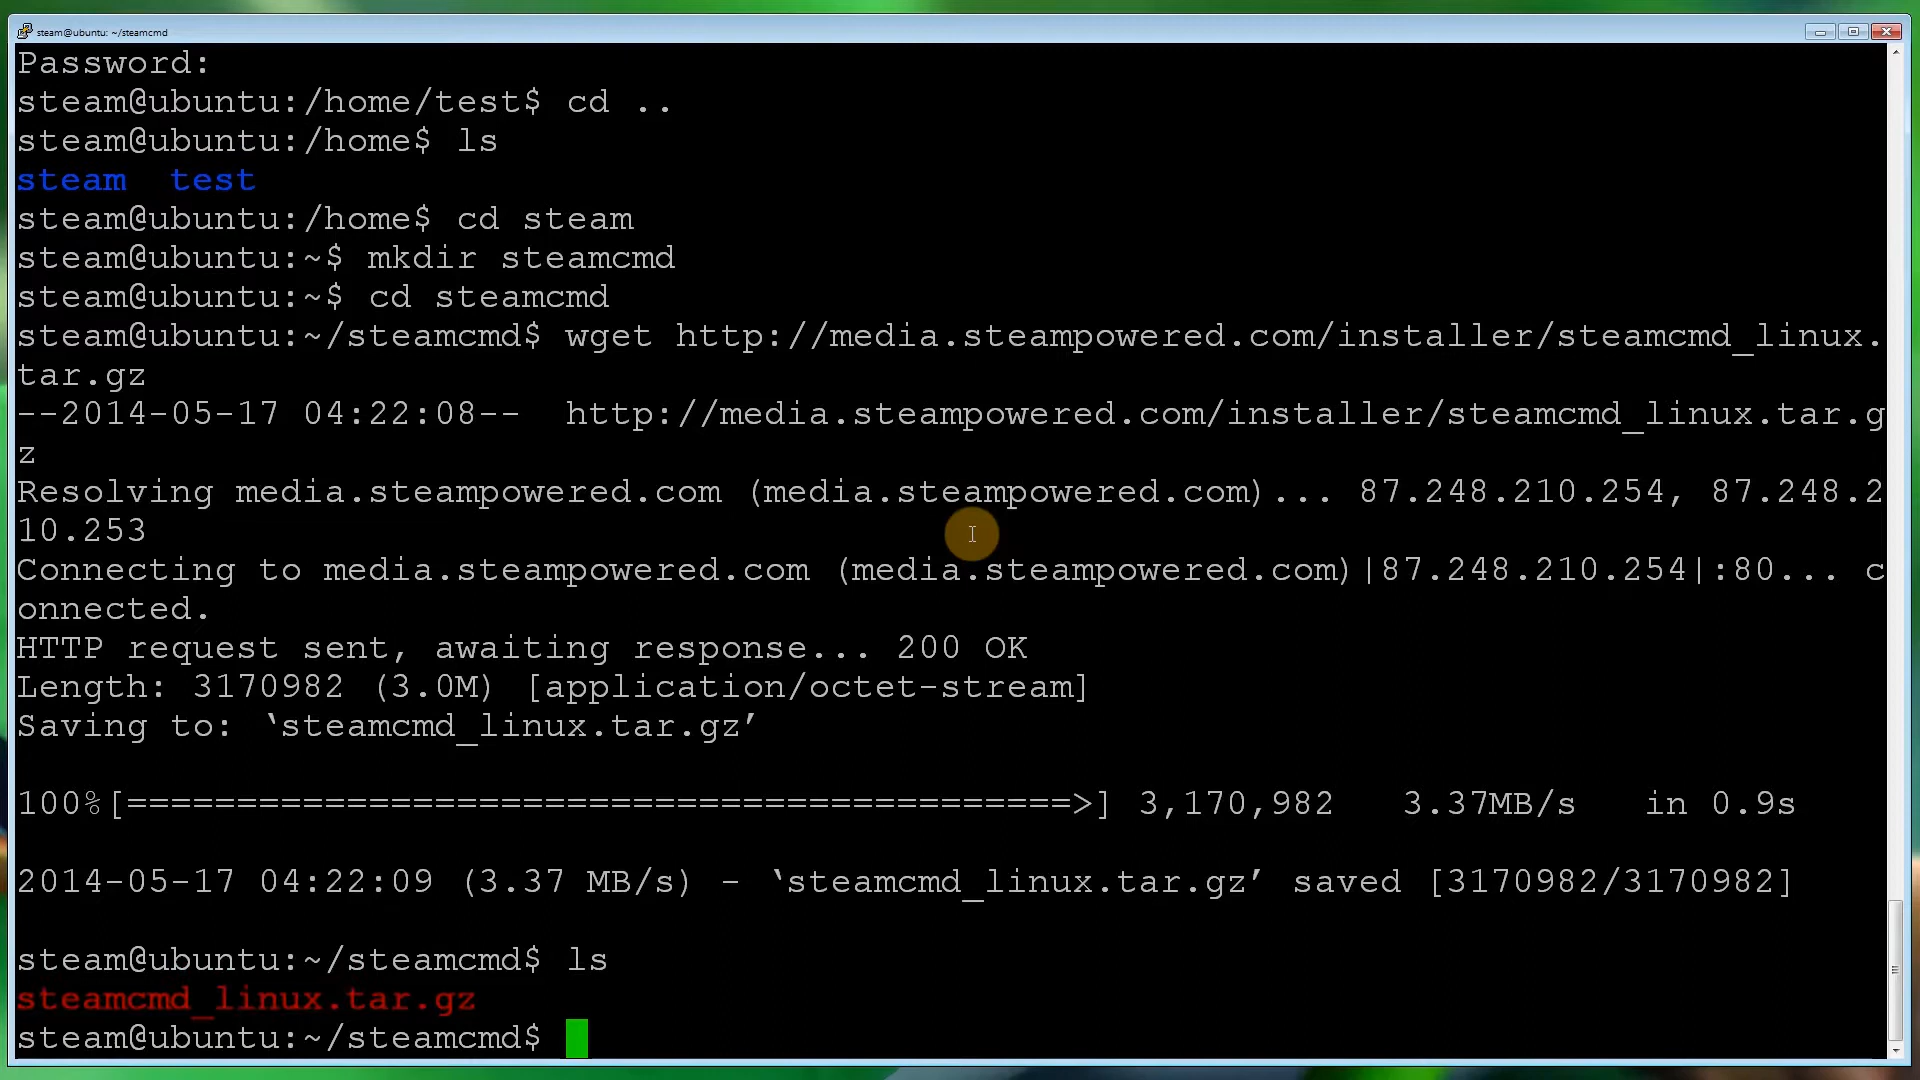 steam@ubuntu: ~/steamcmd
Password:
steam@ubuntu:/home/test$ cd ..
steam@ubuntu:/home$ ls
steam  test
steam@ubuntu:/home$ cd steam
steam@ubuntu:~$ mkdir steamcmd
steam@ubuntu:~$ cd steamcmd
steam@ubuntu:~/steamcmd$ wget http://media.steampowered.com/installer/steamcmd_linux.
tar.gz
--2014-05-17 04:22:08--  http://media.steampowered.com/installer/steamcmd_linux.tar.g
z
Resolving media.steampowered.com (media.steampowered.com)... 87.248.210.254, 87.248.2
10.253
Connecting to media.steampowered.com (media.steampowered.com)|87.248.210.254|:80... c
onnected.
HTTP request sent, awaiting response... 200 OK
Length: 3170982 (3.0M) [application/octet-stream]
Saving to: ‘steamcmd_linux.tar.gz’
100%[===========================================>] 3,170,982   3.37MB/s   in 0.9s
2014-05-17 04:22:09 (3.37 MB/s) - ‘steamcmd_linux.tar.gz’ saved [3170982/3170982]
steam@ubuntu:~/steamcmd$ ls
steamcmd_linux.tar.gz
steam@ubuntu:~/steamcmd$